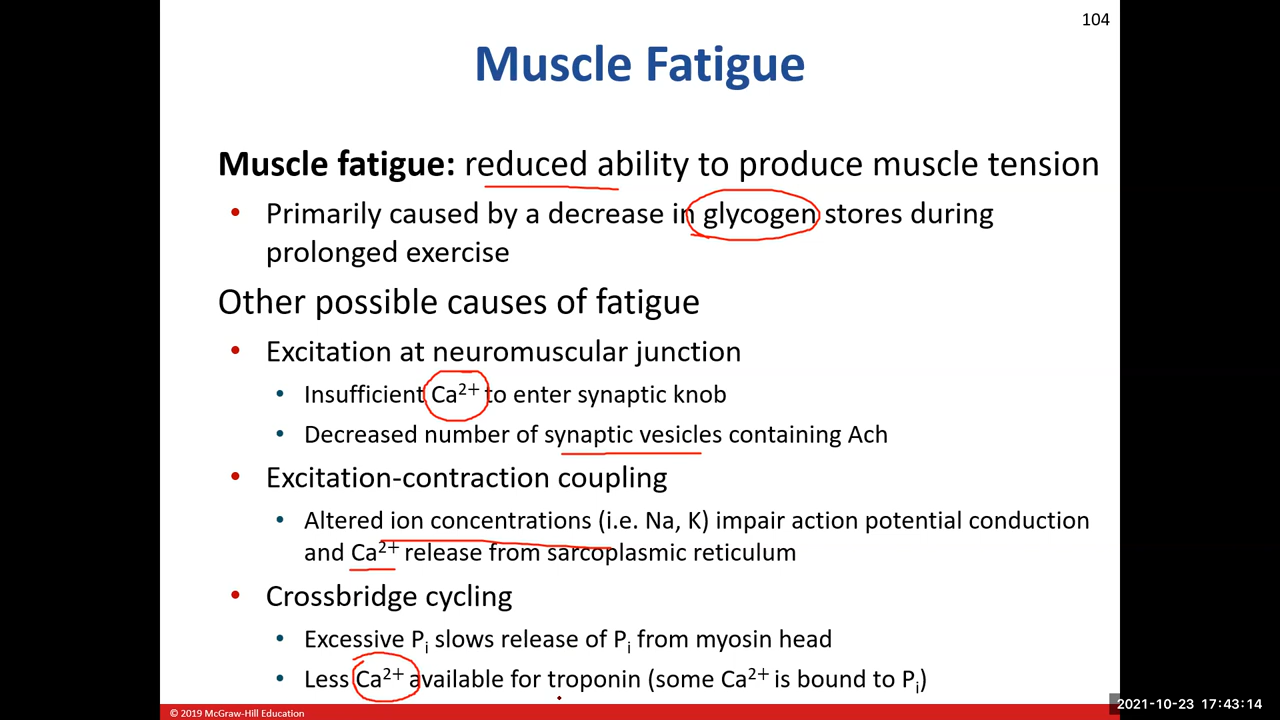 104
Muscle Fatigue
Muscle fatigue: reduced ability to produce muscle tension
• Primarily caused by a decrease in glycogen stores during
prolonged exercise
Other possible causes of fatigue
• Excitation at neuromuscular junction
• Insufficient Ca²⁺ to enter synaptic knob
• Decreased number of synaptic vesicles containing Ach
• Excitation-contraction coupling
• Altered ion concentrations (i.e. Na, K) impair action potential conduction
and Ca²⁺ release from sarcoplasmic reticulum
• Crossbridge cycling
• Excessive Pᵢ slows release of Pᵢ from myosin head
• Less Ca²⁺ available for troponin (some Ca²⁺ is bound to Pᵢ)
© 2019 McGraw-Hill Education
2021-10-23 17:43:14